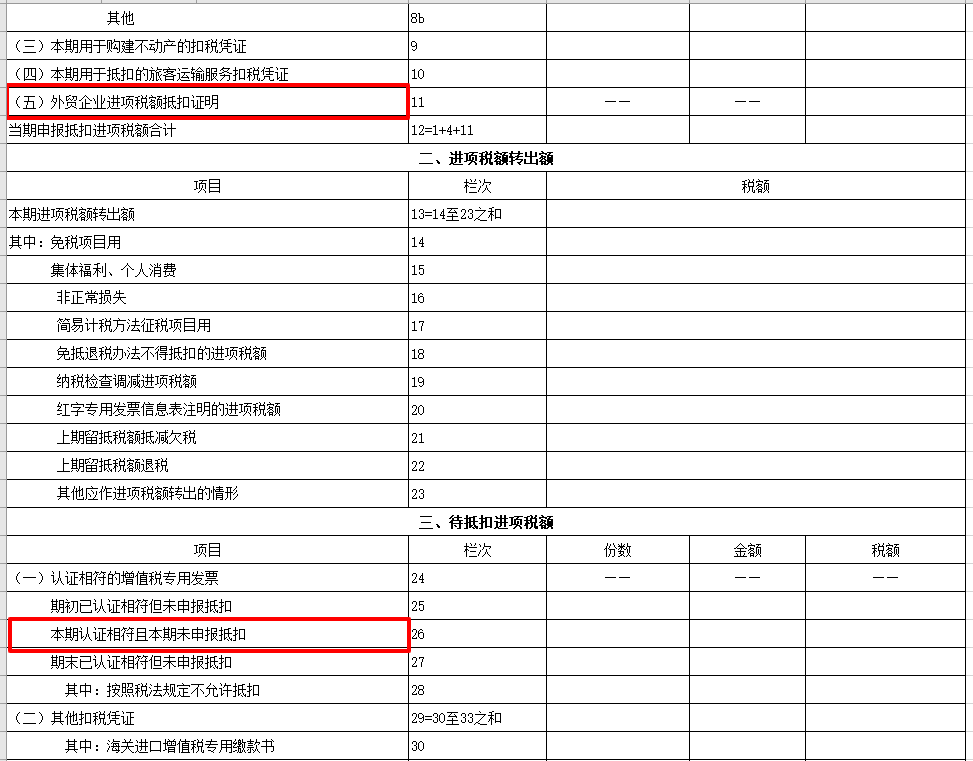 其他 8b
（三）本期用于购建不动产的扣税凭证 9
（四）本期用于抵扣的旅客运输服务扣税凭证 10
（五）外贸企业进项税额抵扣证明 11 —— ——
当期申报抵扣进项税额合计 12=1+4+11
二、进项税额转出额
项目 栏次 税额
本期进项税额转出额 13=14至23之和
其中：免税项目用 14
集体福利、个人消费 15
非正常损失 16
简易计税方法征税项目用 17
免抵退税办法不得抵扣的进项税额 18
纳税检查调减进项税额 19
红字专用发票信息表注明的进项税额 20
上期留抵税额抵减欠税 21
上期留抵税额退税 22
其他应作进项税额转出的情形 23
三、待抵扣进项税额
项目 栏次 份数 金额 税额
（一）认证相符的增值税专用发票 24 —— —— ——
期初已认证相符但未申报抵扣 25
本期认证相符且本期未申报抵扣 26
期末已认证相符但未申报抵扣 27
其中：按照税法规定不允许抵扣 28
（二）其他扣税凭证 29=30至33之和
其中：海关进口增值税专用缴款书 30